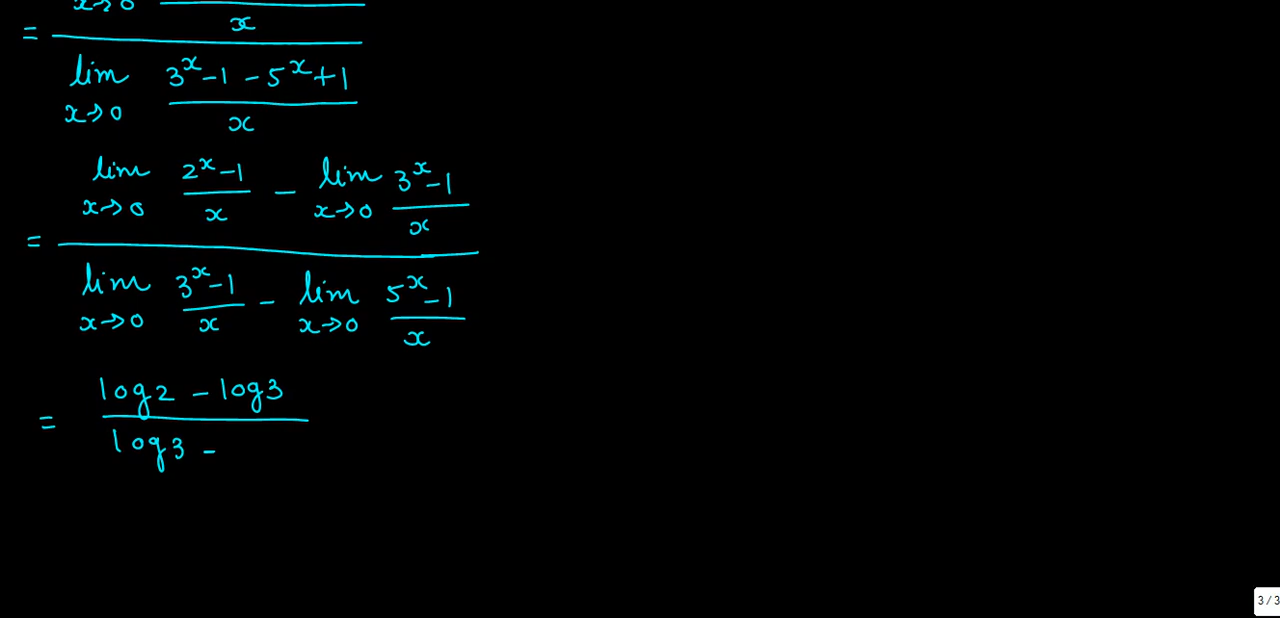 x→0
= x
lim 3^x-1-5^x+1
x→0 x
lim 2^x-1 - lim 3^x-1
x→0 x x→0 x
=
lim 3^x-1 - lim 5^x-1
x→0 x x→0 x
log2 - log3
=
log3 -
3/3